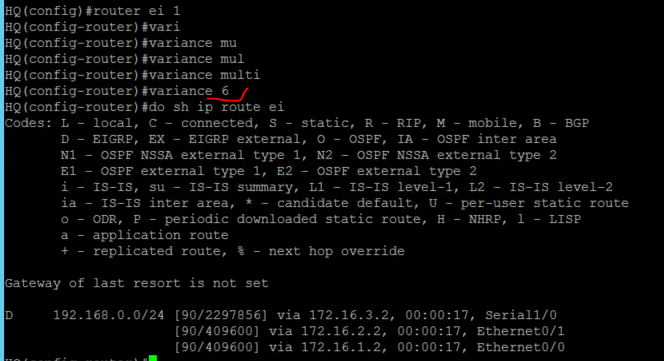 HQ(config)#router ei 1
HQ(config-router)#vari
HQ(config-router)#variance mu
HQ(config-router)#variance mul
HQ(config-router)#variance multi
HQ(config-router)#variance 6
HQ(config-router)#do sh ip route ei
Codes: L - local, C - connected, S - static, R - RIP, M - mobile, B - BGP
D - EIGRP, EX - EIGRP external, O - OSPF, IA - OSPF inter area
N1 - OSPF NSSA external type 1, N2 - OSPF NSSA external type 2
E1 - OSPF external type 1, E2 - OSPF external type 2
i - IS-IS, su - IS-IS summary, L1 - IS-IS level-1, L2 - IS-IS level-2
ia - IS-IS inter area, * - candidate default, U - per-user static route
o - ODR, P - periodic downloaded static route, H - NHRP, l - LISP
a - application route
+ - replicated route, % - next hop override
Gateway of last resort is not set
D 192.168.0.0/24 [90/2297856] via 172.16.3.2, 00:00:17, Serial1/0
[90/409600] via 172.16.2.2, 00:00:17, Ethernet0/1
[90/409600] via 172.16.1.2, 00:00:17, Ethernet0/0
HQ(config-router)#